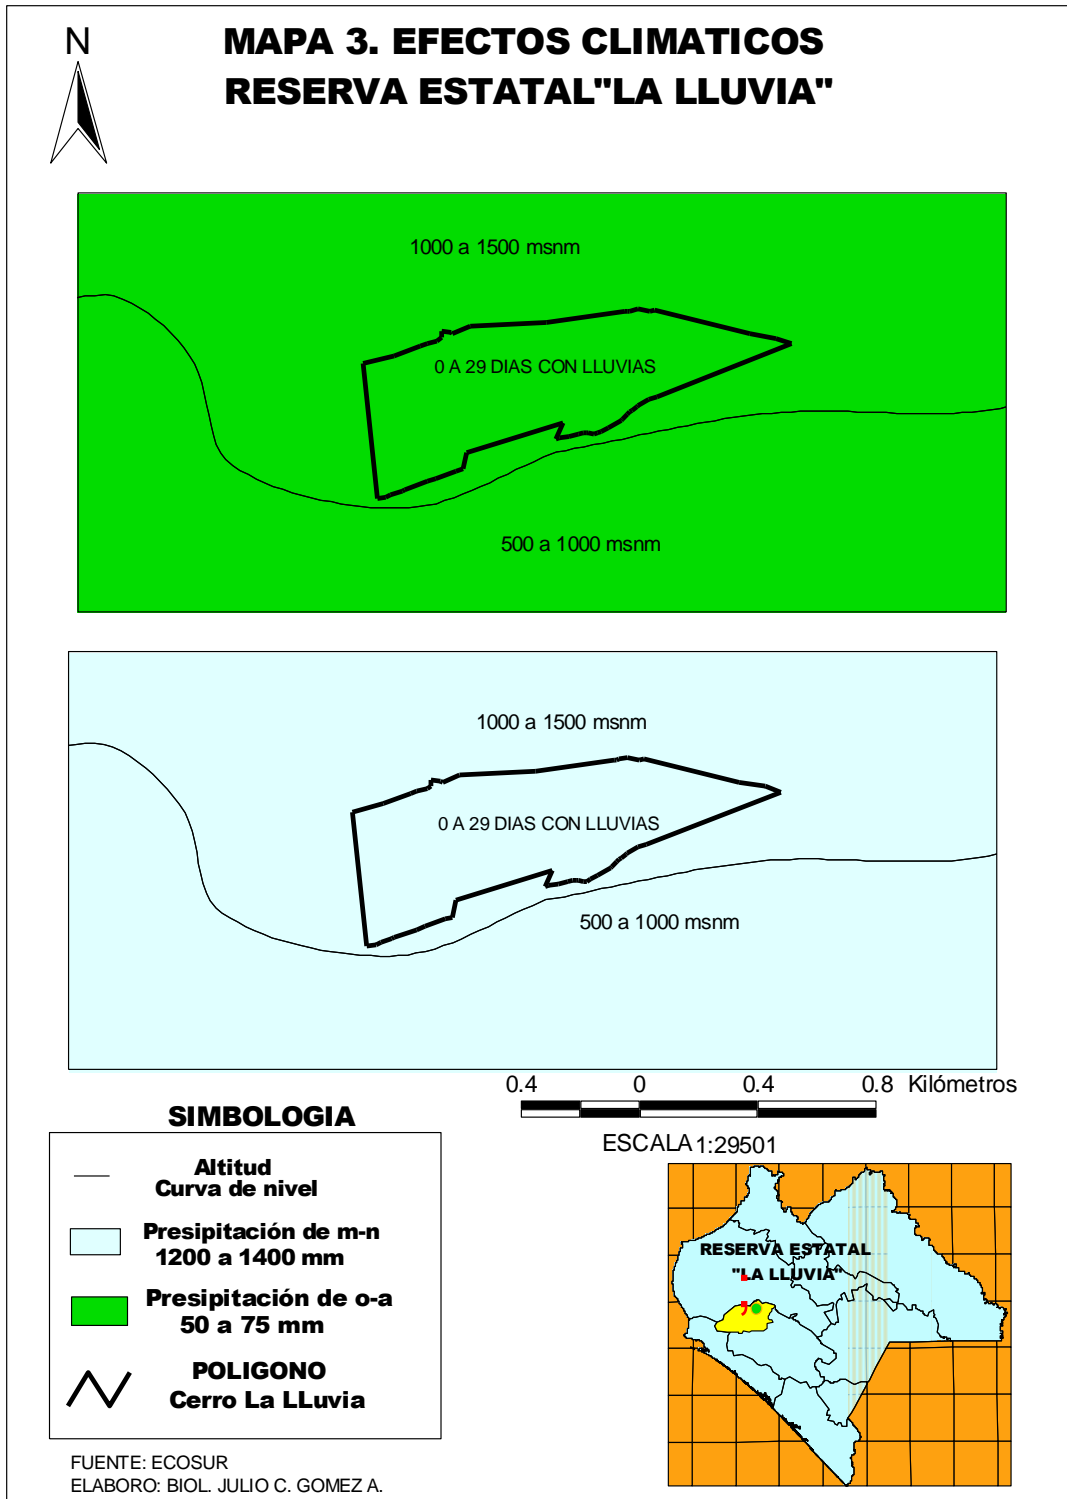 N
MAPA 3. EFECTOS CLIMATICOS
RESERVA ESTATAL"LA LLUVIA"
1000 a 1500 msnm
0 A 29 DIAS CON LLUVIAS
500 a 1000 msnm
1000 a 1500 msnm
0 A 29 DIAS CON LLUVIAS
500 a 1000 msnm
0.4 0 0.4 0.8 Kilómetros
ESCALA 1:29501
SIMBOLOGIA
Altitud
Curva de nivel
Presipitación de m-n
1200 a 1400 mm
Presipitación de o-a
50 a 75 mm
POLIGONO
Cerro La LLuvia
RESERVA ESTATAL
"LA LLUVIA"
FUENTE: ECOSUR
ELABORO: BIOL. JULIO C. GOMEZ A.